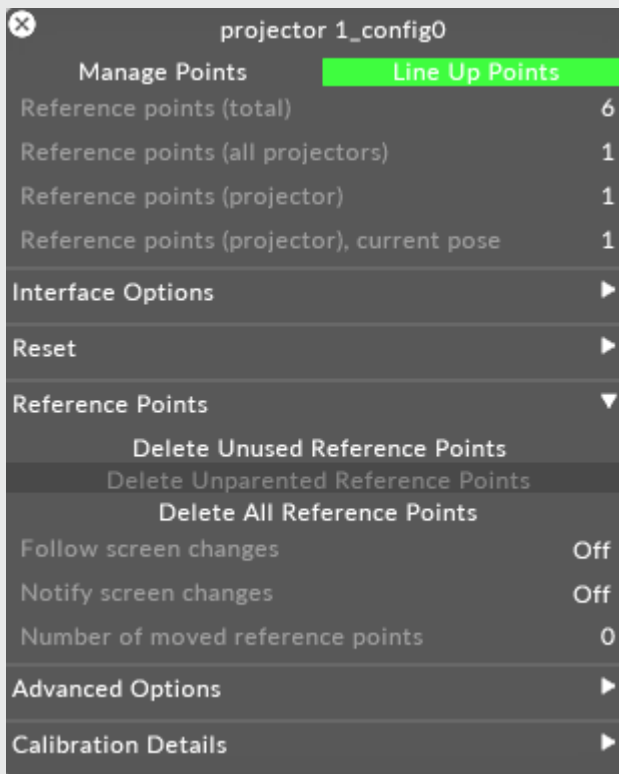 projector 1_config0
Manage Points Line Up Points
Reference points (total) 6
Reference points (all projectors) 1
Reference points (projector) 1
Reference points (projector), current pose 1
Interface Options
Reset
Reference Points
Delete Unused Reference Points
Delete Unparented Reference Points
Delete All Reference Points
Follow screen changes Off
Notify screen changes Off
Number of moved reference points 0
Advanced Options
Calibration Details